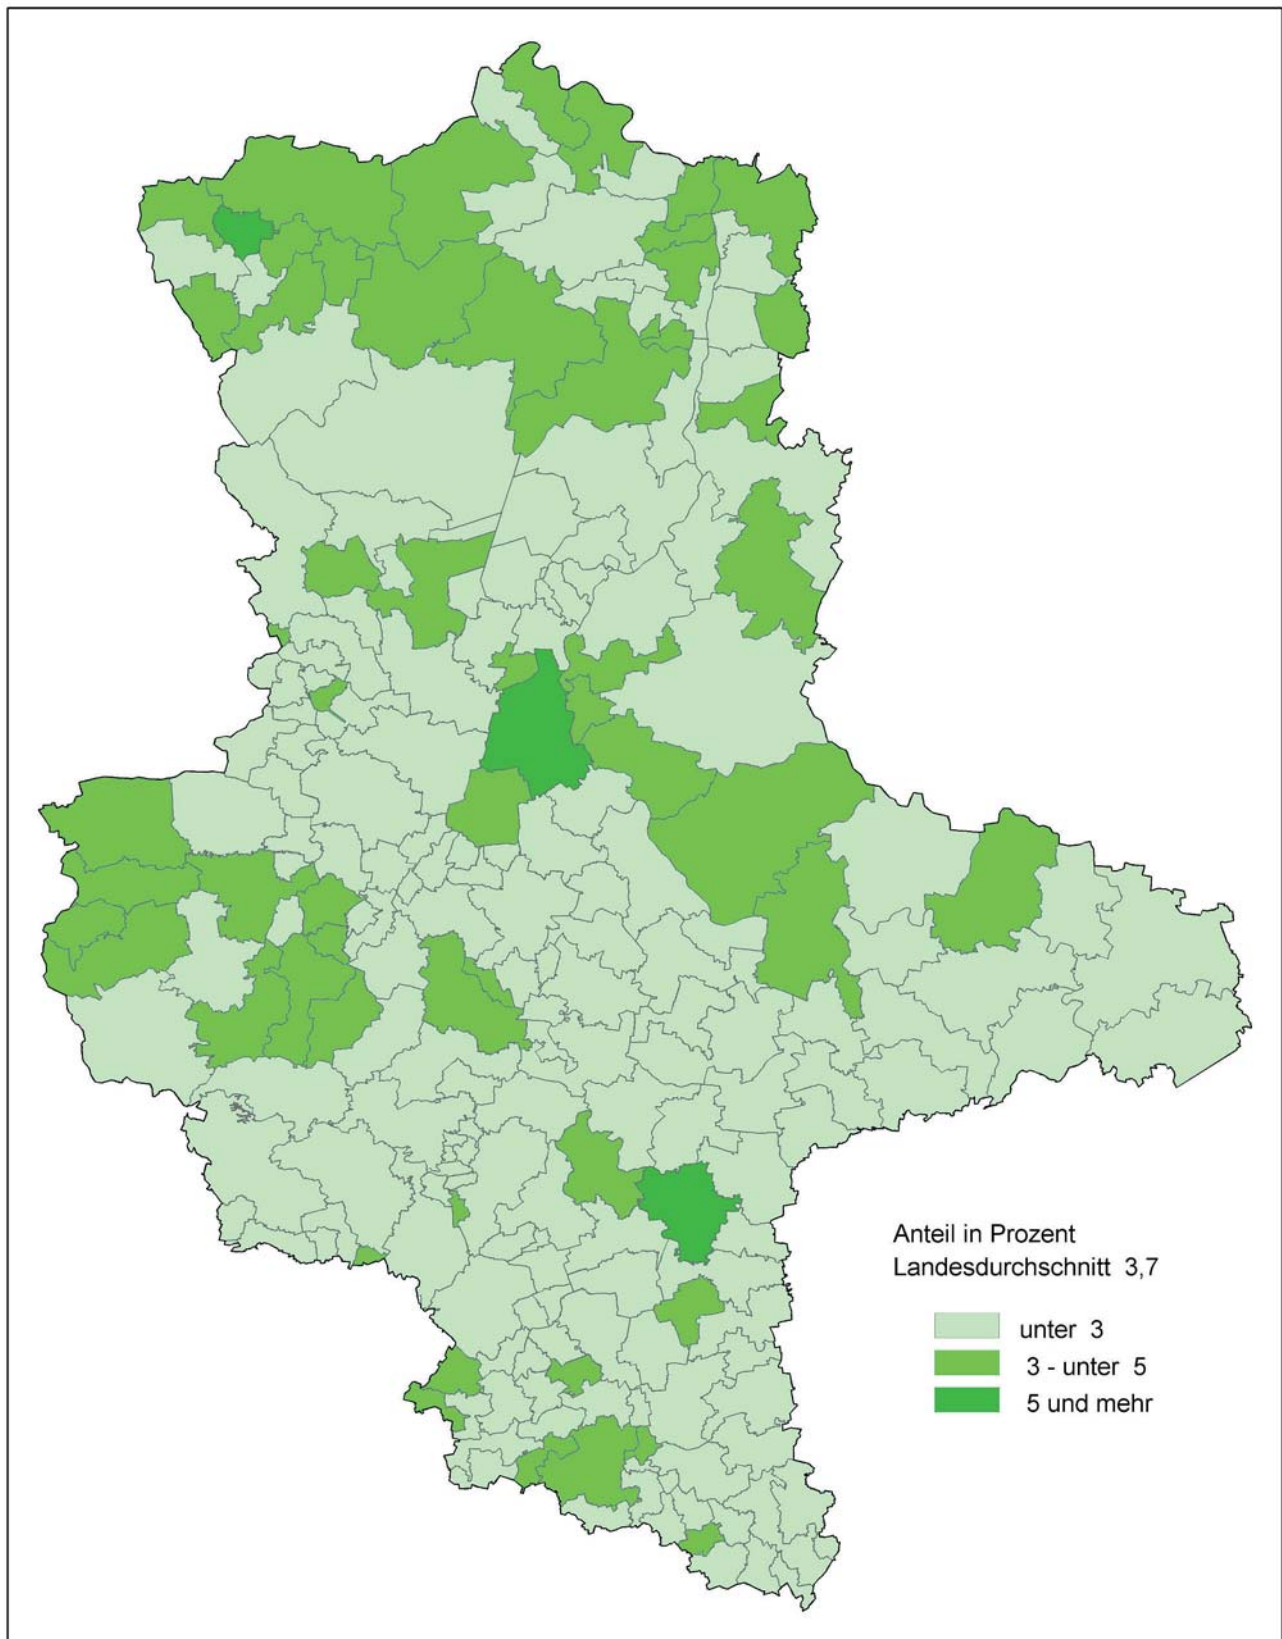 Anteil in Prozent
Landesdurchschnitt 3,7
unter 3
3 - unter 5
5 und mehr